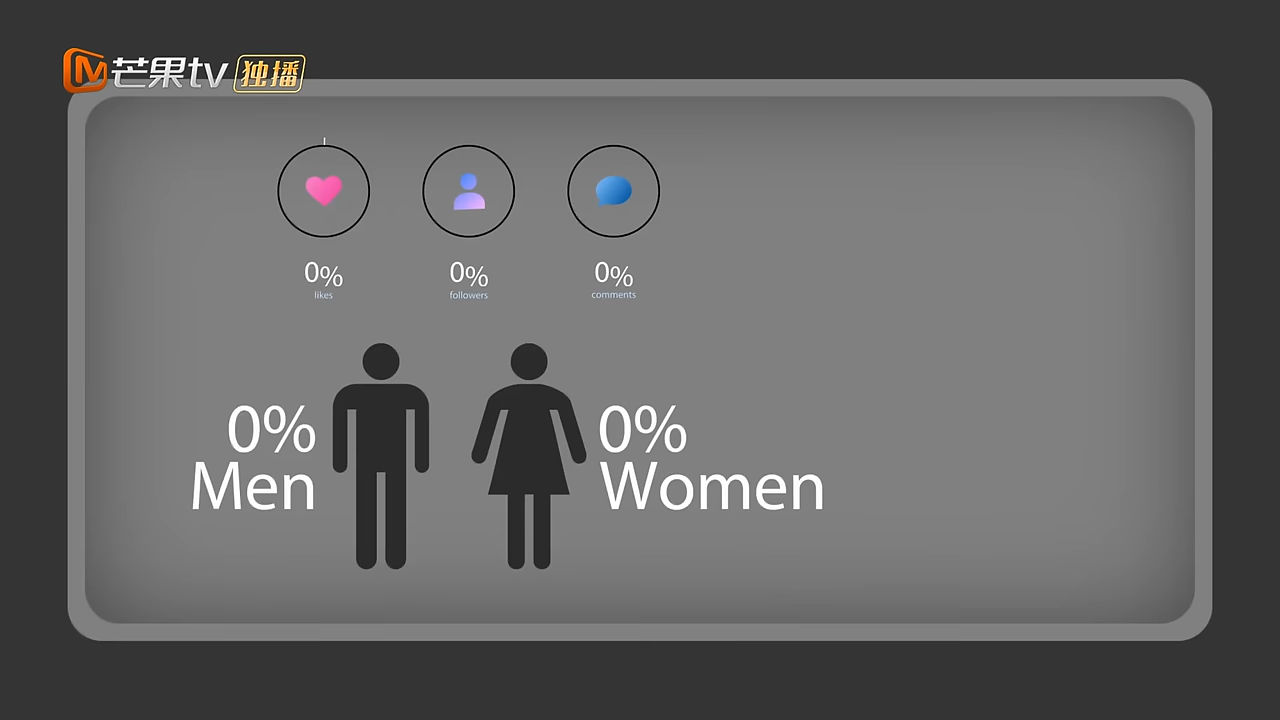 芒果tv 独播
0% 0% 0%
likes followers comments
0% 0%
Men Women